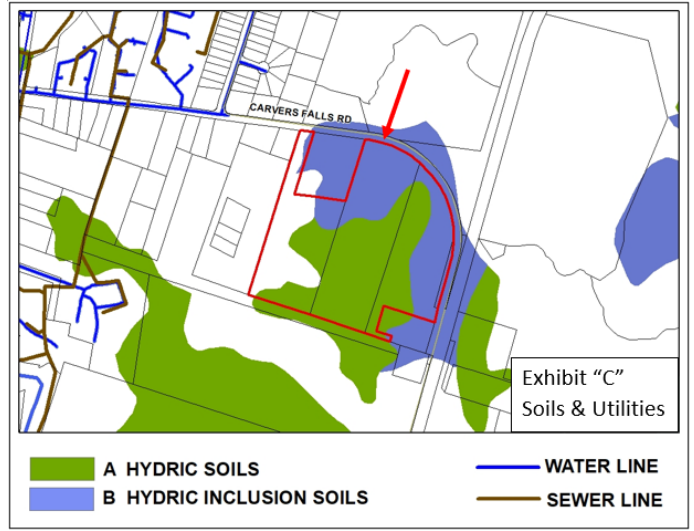 CARVERS FALLS RD
Exhibit “C”
Soils & Utilities
A HYDRIC SOILS
WATER LINE
B HYDRIC INCLUSION SOILS
SEWER LINE